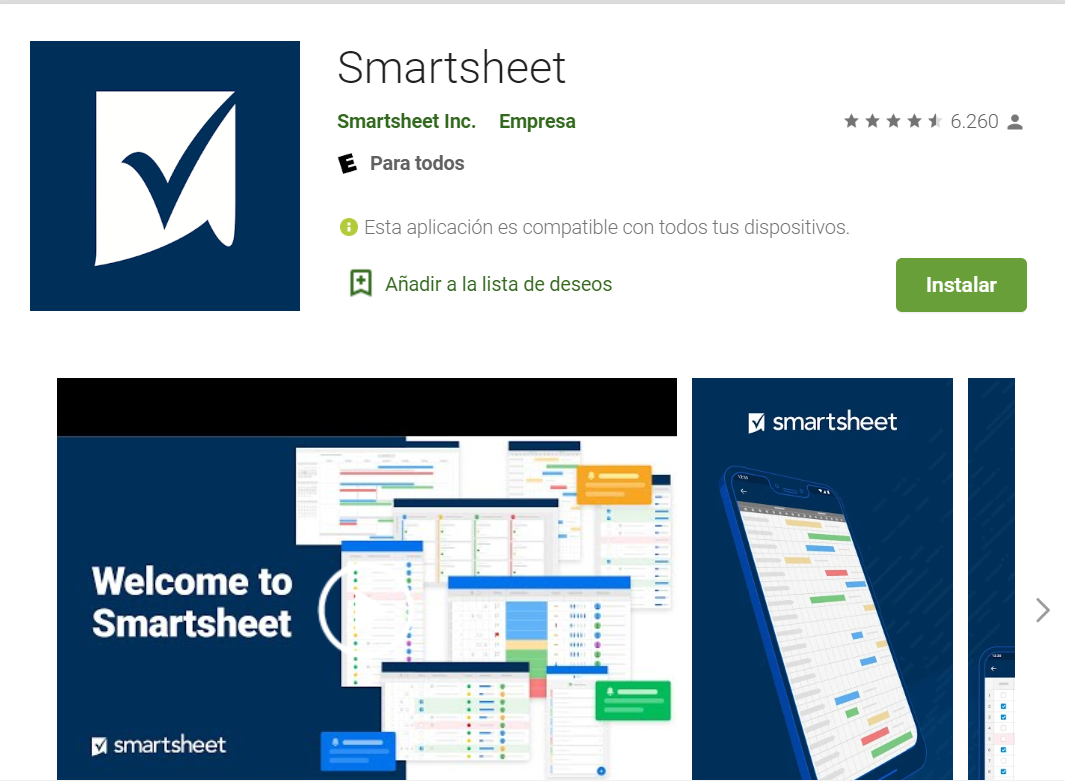 Smartsheet
Smartsheet Inc. Empresa
6.260
E Para todos
Esta aplicación es compatible con todos tus dispositivos.
Añadir a la lista de deseos
Instalar
Welcome to
Smartsheet
smartsheet
smartsheet